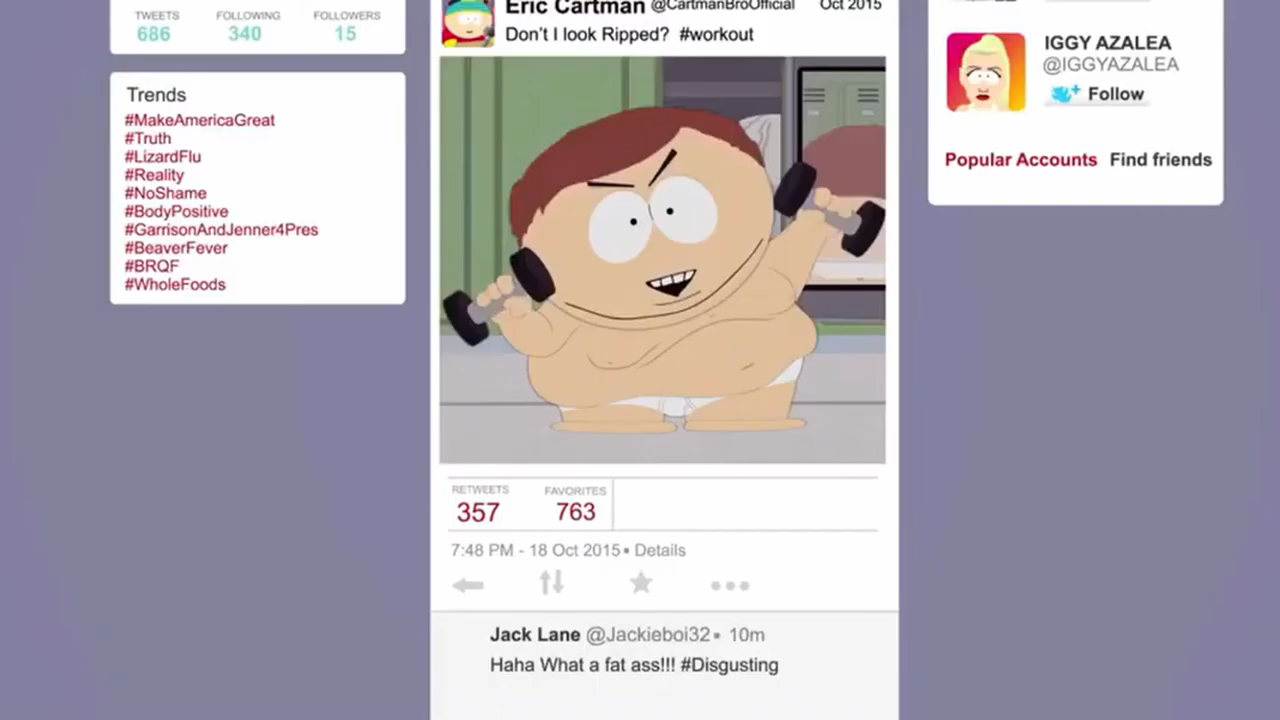 TWEETS FOLLOWING FOLLOWERS
686 340 15
Trends
#MakeAmericaGreat
#Truth
#LizardFlu
#Reality
#NoShame
#BodyPositive
#GarrisonAndJenner4Pres
#BeaverFever
#BRQF
#WholeFoods
Eric Cartman @CartmanBroOfficial Oct 2015
Don't I look Ripped? #workout
RETWEETS FAVORITES
357 763
7:48 PM - 18 Oct 2015• Details
Jack Lane @Jackieboi32• 10m
Haha What a fat ass!!! #Disgusting
IGGY AZALEA
@IGGYAZALEA
Follow
Popular Accounts Find friends